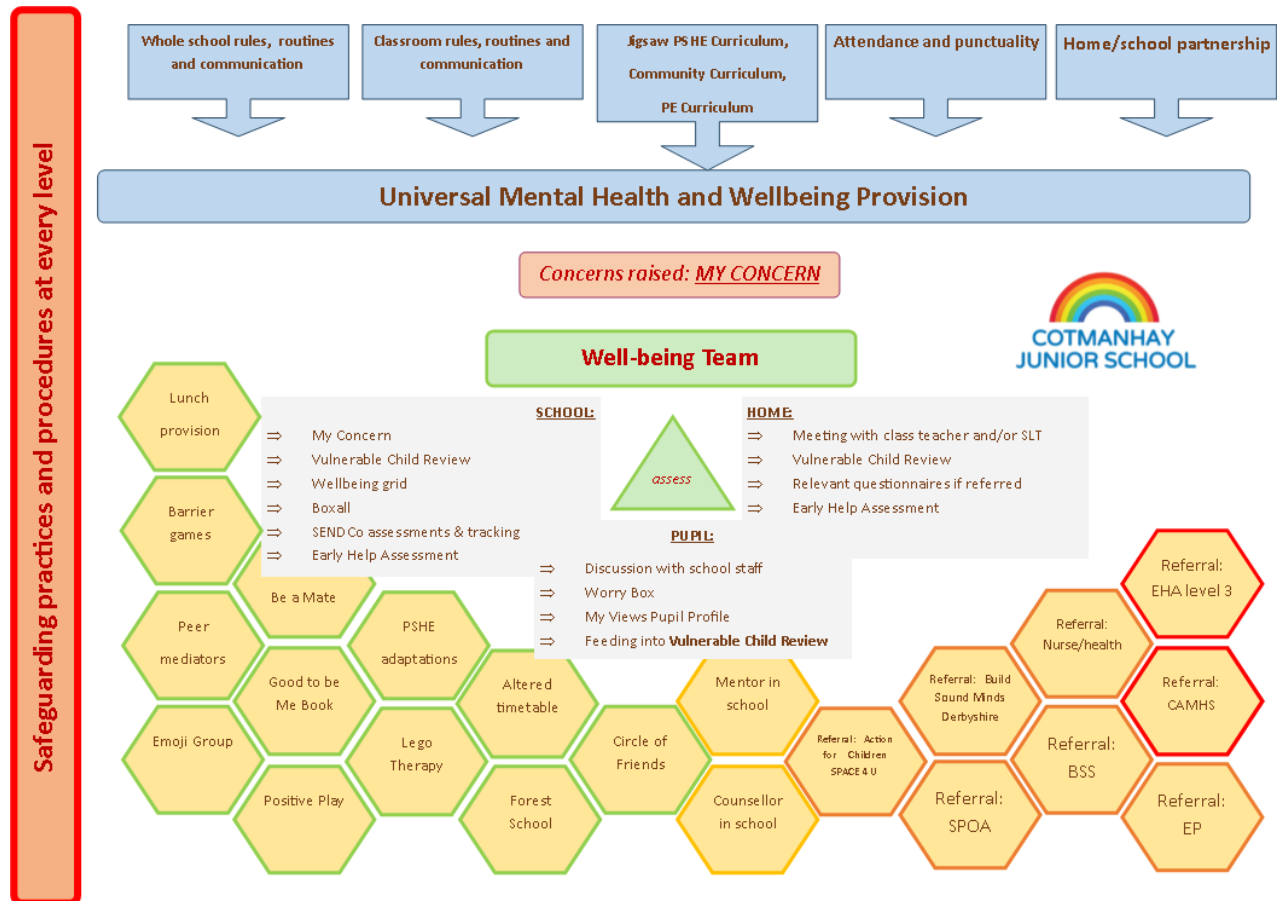 Safeguarding practices and procedures at every level
Whole school rules, routines
and communication
Classroom rules, routines and
communication
Jigsaw PSHE Curriculum,
Community Curriculum,
PE Curriculum
Attendance and punctuality
Home/school partnership
Universal Mental Health and Wellbeing Provision
Concerns raised: MY CONCERN
COTMANHAY
JUNIOR SCHOOL
Well-being Team
SCHOOL:
⇒ My Concern
⇒ Vulnerable Child Review
⇒ Wellbeing grid
⇒ Boxall
⇒ SENDCo assessments & tracking
⇒ Early Help Assessment
assess
HOME:
⇒ Meeting with class teacher and/or SLT
⇒ Vulnerable Child Review
⇒ Relevant questionnaires if referred
⇒ Early Help Assessment
PUPIL:
⇒ Discussion with school staff
⇒ Worry Box
⇒ My Views Pupil Profile
⇒ Feeding into Vulnerable Child Review
Lunch
provision
Barrier
games
Be a Mate
Peer
mediators
PSHE
adaptations
Good to be
Me Book
Altered
timetable
Emoji Group
Lego
Therapy
Circle of
Friends
Positive Play
Forest
School
Mentor in
school
Counsellor
in school
Referral: Action
for Children
SPACE 4 U
Referral: Build
Sound Minds
Derbyshire
Referral:
SPOA
Referral:
Nurse/health
Referral:
BSS
Referral:
EHA level 3
Referral:
CAMHS
Referral:
EP